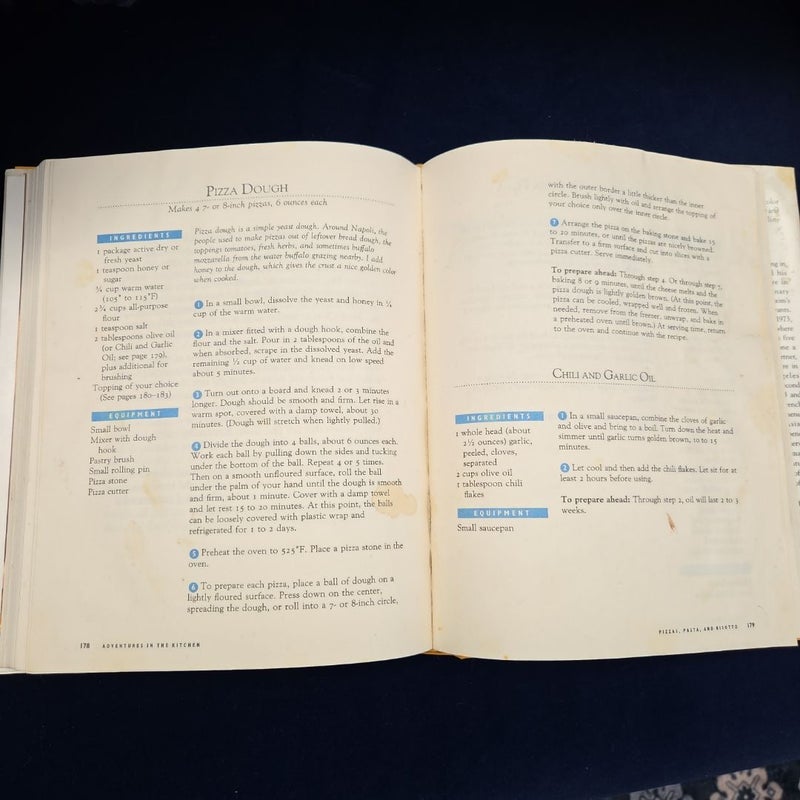 PIZZA DOUGH
Makes 4 7- or 8-inch pizzas, 6 ounces each
INGREDIENTS
1 package active dry or
fresh yeast
1 teaspoon honey or
sugar
¾ cup warm water
(105° to 115°F)
2¾ cups all-purpose
flour
1 teaspoon salt
2 tablespoons olive oil
(or Chili and Garlic
Oil; see page 179),
plus additional for
brushing
Topping of your choice
(See pages 180–183)
EQUIPMENT
Small bowl
Mixer with dough
hook
Pastry brush
Small rolling pin
Pizza stone
Pizza cutter
Pizza dough is a simple yeast dough. Around Napoli, the
people used to make pizzas out of leftover bread dough, the
toppings tomatoes, fresh herbs, and sometimes buffalo
mozzarella from the water buffalo grazing nearby. I add
honey to the dough, which gives the crust a nice golden color
when cooked.
1 In a small bowl, dissolve the yeast and honey in ¼
cup of the warm water.
2 In a mixer fitted with a dough hook, combine the
flour and the salt. Pour in 2 tablespoons of the oil and
when absorbed, scrape in the dissolved yeast. Add the
remaining ½ cup of water and knead on low speed
about 5 minutes.
3 Turn out onto a board and knead 2 or 3 minutes
longer. Dough should be smooth and firm. Let rise in a
warm spot, covered with a damp towel, about 30
minutes. (Dough will stretch when lightly pulled.)
4 Divide the dough into 4 balls, about 6 ounces each.
Work each ball by pulling down the sides and tucking
under the bottom of the ball. Repeat 4 or 5 times.
Then on a smooth unfloured surface, roll the ball
under the palm of your hand until the dough is smooth
and firm, about 1 minute. Cover with a damp towel
and let rest 15 to 20 minutes. At this point, the balls
can be loosely covered with plastic wrap and
refrigerated for 1 to 2 days.
5 Preheat the oven to 525°F. Place a pizza stone in the
oven.
6 To prepare each pizza, place a ball of dough on a
lightly floured surface. Press down on the center,
spreading the dough, or roll into a 7- or 8-inch circle,
178 ADVENTURES IN THE KITCHEN
with the outer border a little thicker than the inner
circle. Brush lightly with oil and arrange the topping of
your choice only over the inner circle.
7 Arrange the pizza on the baking stone and bake 15
to 20 minutes, or until the pizzas are nicely browned.
Transfer to a firm surface and cut into slices with a
pizza cutter. Serve immediately.
To prepare ahead: Through step 4. Or through step 7,
baking 8 or 9 minutes, until the cheese melts and the
pizza dough is lightly golden brown. (At this point, the
pizza can be cooled, wrapped well and frozen. When
needed, remove from the freezer, unwrap, and bake in
a preheated oven until brown.) At serving time, return
to the oven and continue with the recipe.
CHILI AND GARLIC OIL
INGREDIENTS
1 whole head (about
2½ ounces) garlic,
peeled, cloves,
separated
2 cups olive oil
1 tablespoon chili
flakes
EQUIPMENT
Small saucepan
1 In a small saucepan, combine the cloves of garlic
and olive and bring to a boil. Turn down the heat and
simmer until garlic turns golden brown, 10 to 15
minutes.
2 Let cool and then add the chili flakes. Let sit for at
least 2 hours before using.
To prepare ahead: Through step 2, oil will last 2 to 3
weeks.
PIZZAS, PASTA, AND RISOTTO 179